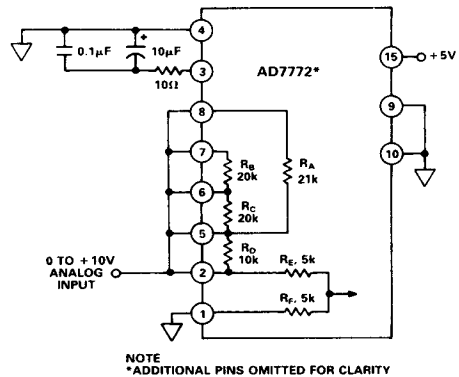 4
+
0.1µF
10µF
15
+5V
3
AD7772*
10Ω
8
9
7
RB
20k
RA
21k
10
6
RC
20k
5
RD
10k
0 TO +10V
ANALOG
INPUT
2
RE, 5k
RF, 5k
1
NOTE
*ADDITIONAL PINS OMITTED FOR CLARITY